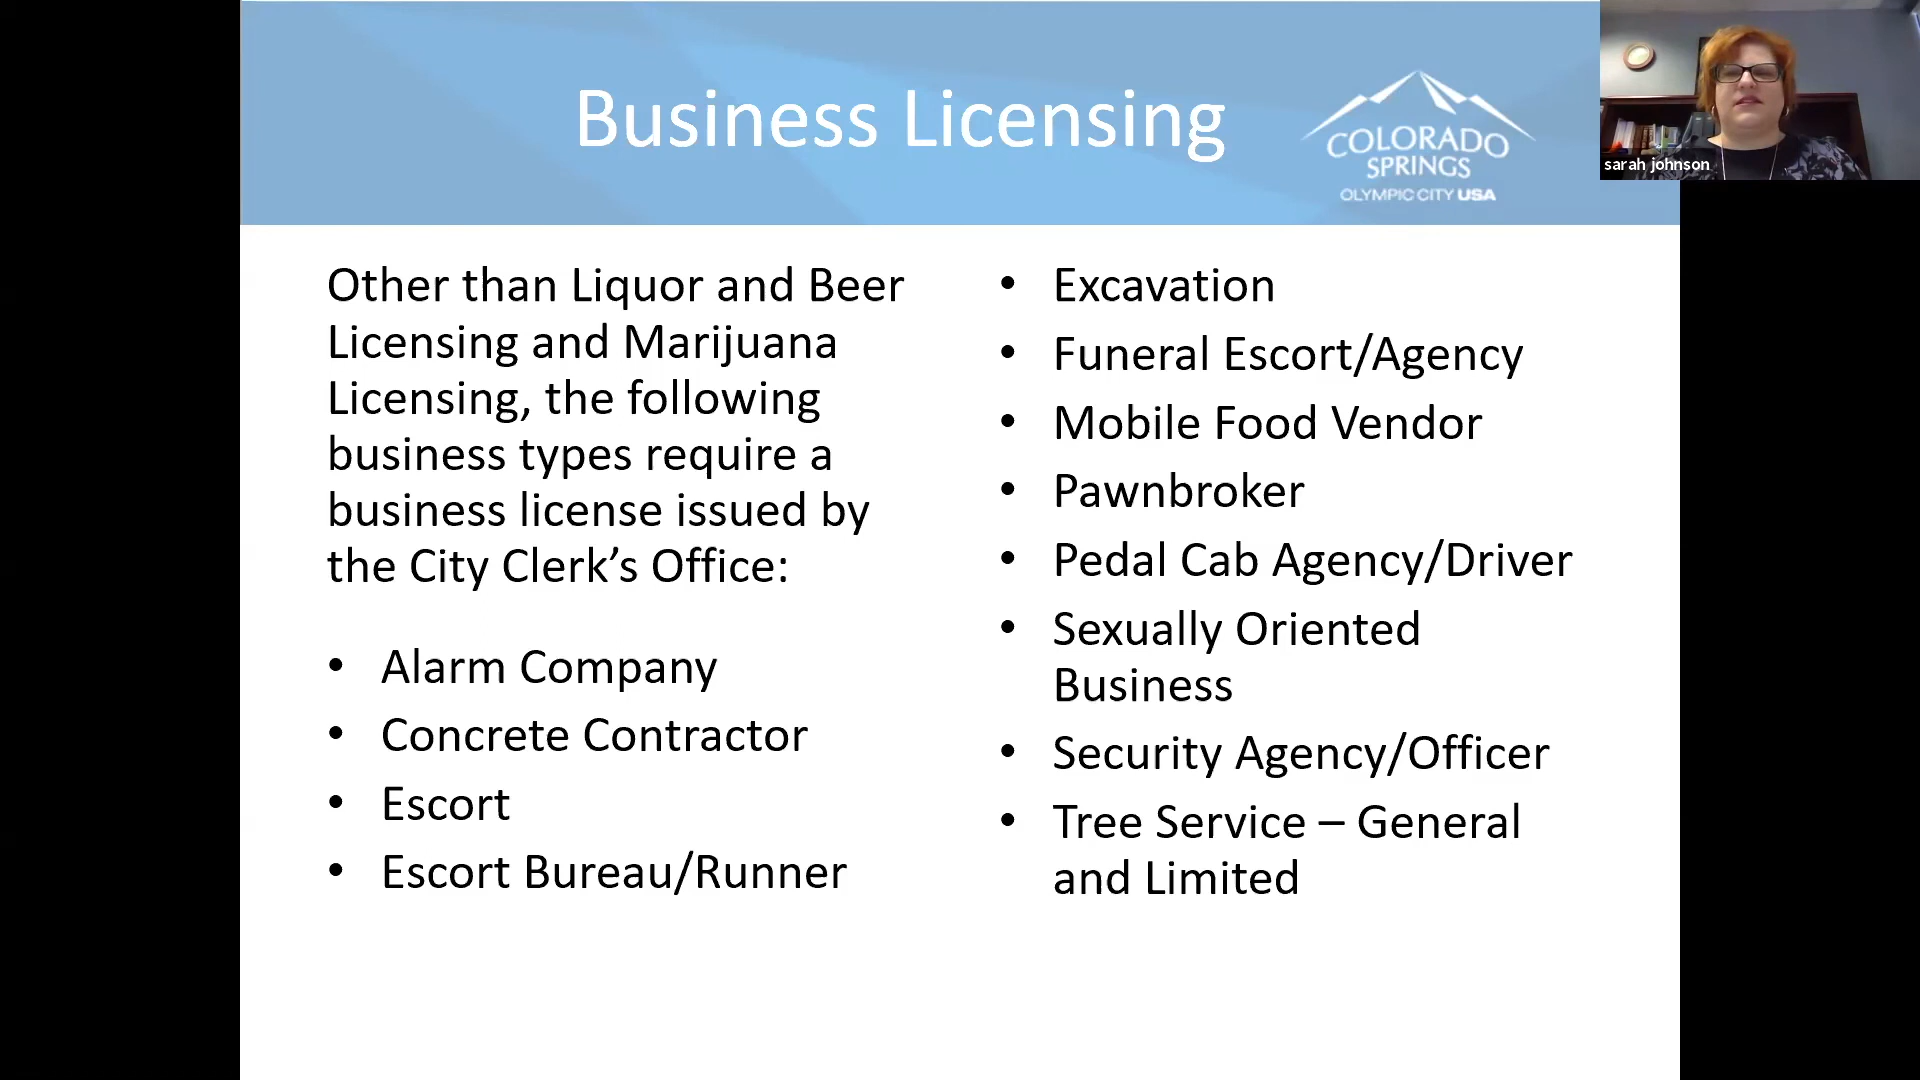 Business Licensing
COLORADO
SPRINGS
OLYMPIC CITY USA
sarah johnson
Other than Liquor and Beer
Licensing and Marijuana
Licensing, the following
business types require a
business license issued by
the City Clerk’s Office:
• Alarm Company
• Concrete Contractor
• Escort
• Escort Bureau/Runner
• Excavation
• Funeral Escort/Agency
• Mobile Food Vendor
• Pawnbroker
• Pedal Cab Agency/Driver
• Sexually Oriented
Business
• Security Agency/Officer
• Tree Service – General
and Limited